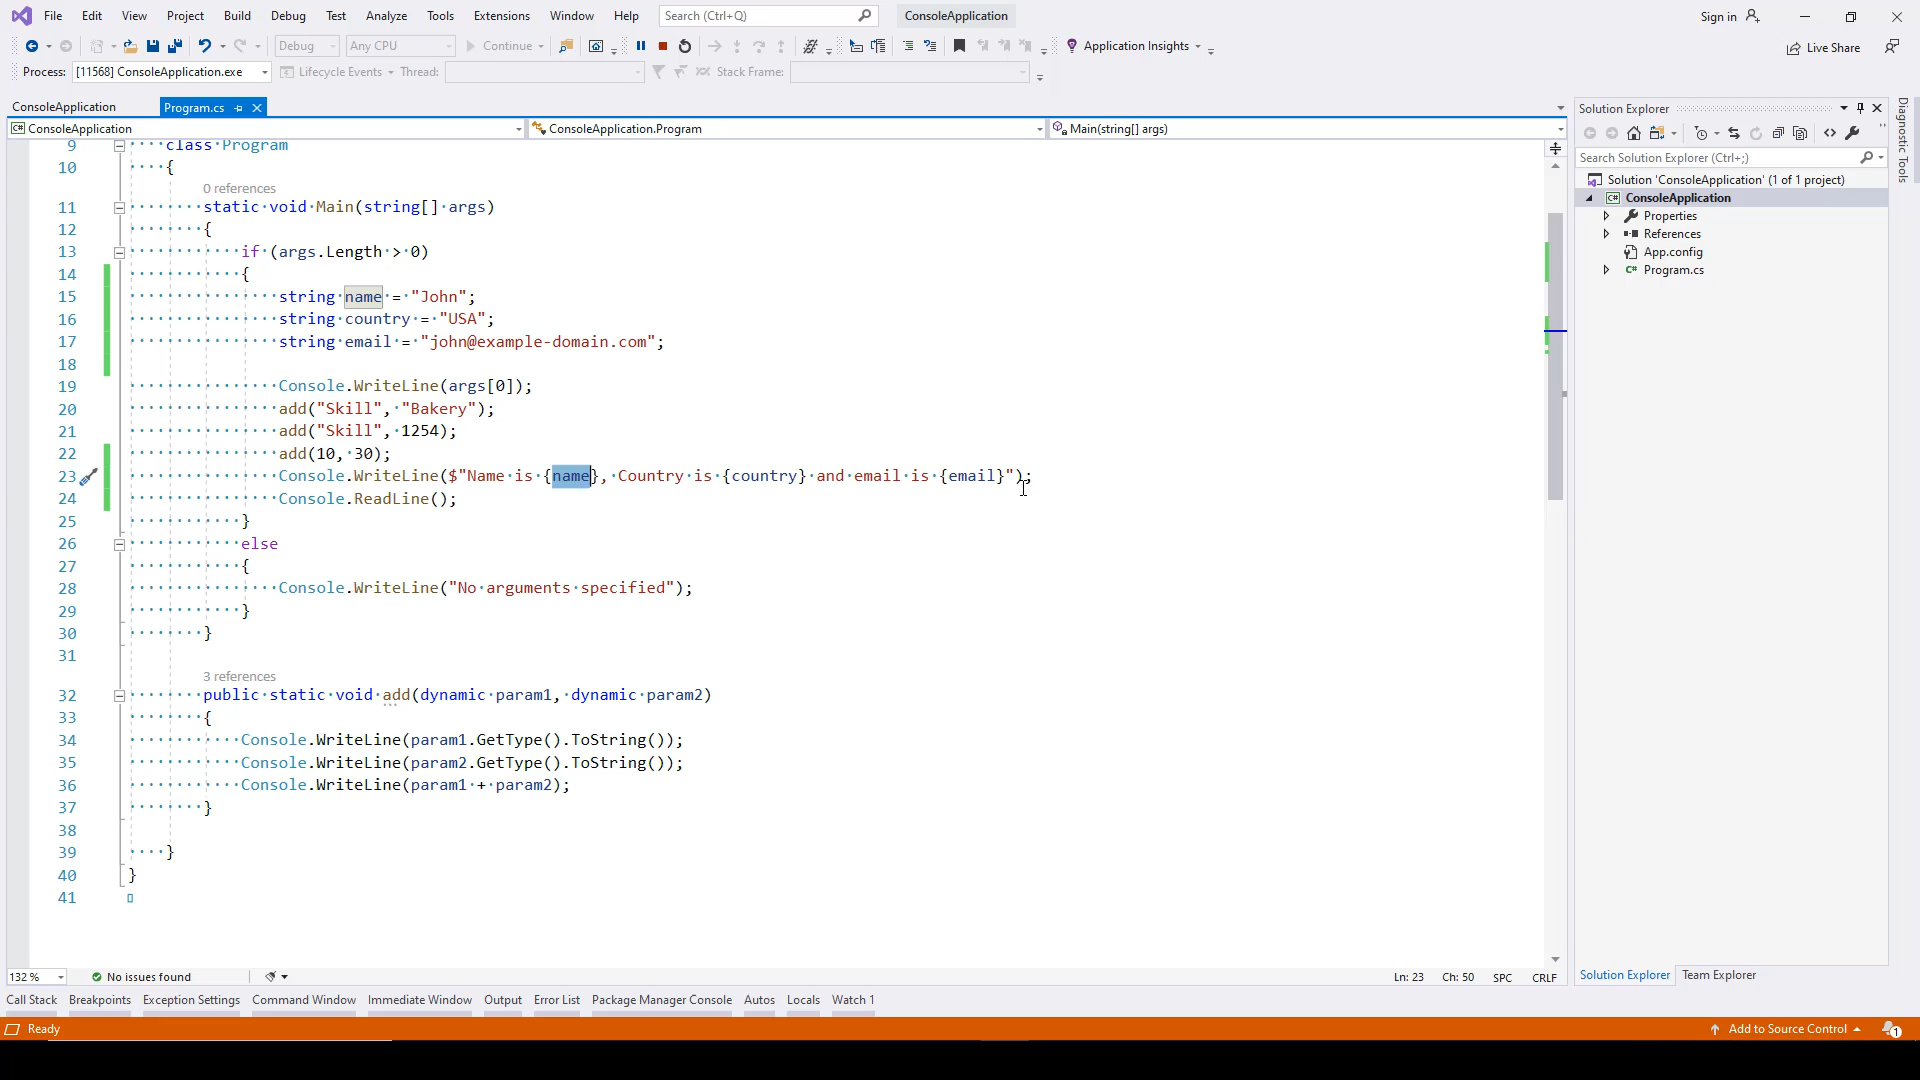 File Edit View Project Build Debug Test Analyze Tools Extensions Window Help Search (Ctrl+Q) ConsoleApplication Sign in
Debug Any CPU Continue Application Insights Live Share
Process: [11568] ConsoleApplication.exe Lifecycle Events Thread: Stack Frame:
ConsoleApplication Program.cs
ConsoleApplication ConsoleApplication.Program Main(string[] args)
9 class Program
10 {
0 references
11 static void Main(string[] args)
12 {
13 if (args.Length > 0)
14 {
15 string name = "John";
16 string country = "USA";
17 string email = "john@example-domain.com";
18
19 Console.WriteLine(args[0]);
20 add("Skill", "Bakery");
21 add("Skill", 1254);
22 add(10, 30);
23 Console.WriteLine($"Name is {name}, Country is {country} and email is {email}");
24 Console.ReadLine();
25 }
26 else
27 {
28 Console.WriteLine("No arguments specified");
29 }
30 }
31
3 references
32 public static void add(dynamic param1, dynamic param2)
33 {
34 Console.WriteLine(param1.GetType().ToString());
35 Console.WriteLine(param2.GetType().ToString());
36 Console.WriteLine(param1 + param2);
37 }
38
39 }
40 }
41
132 % No issues found Ln: 23 Ch: 50 SPC CRLF
Solution Explorer
Search Solution Explorer (Ctrl+;)
Solution 'ConsoleApplication' (1 of 1 project)
C# ConsoleApplication
Properties
References
App.config
C# Program.cs
Solution Explorer Team Explorer
Diagnostic Tools
Call Stack Breakpoints Exception Settings Command Window Immediate Window Output Error List Package Manager Console Autos Locals Watch 1
Ready Add to Source Control 1